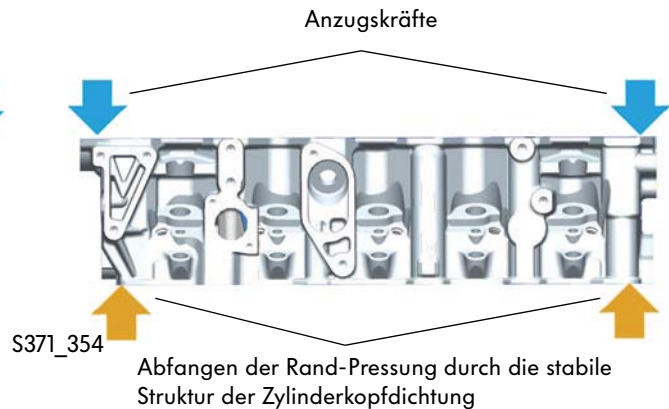 Anzugskräfte
S371_354
Abfangen der Rand-Pressung durch die stabile
Struktur der Zylinderkopfdichtung